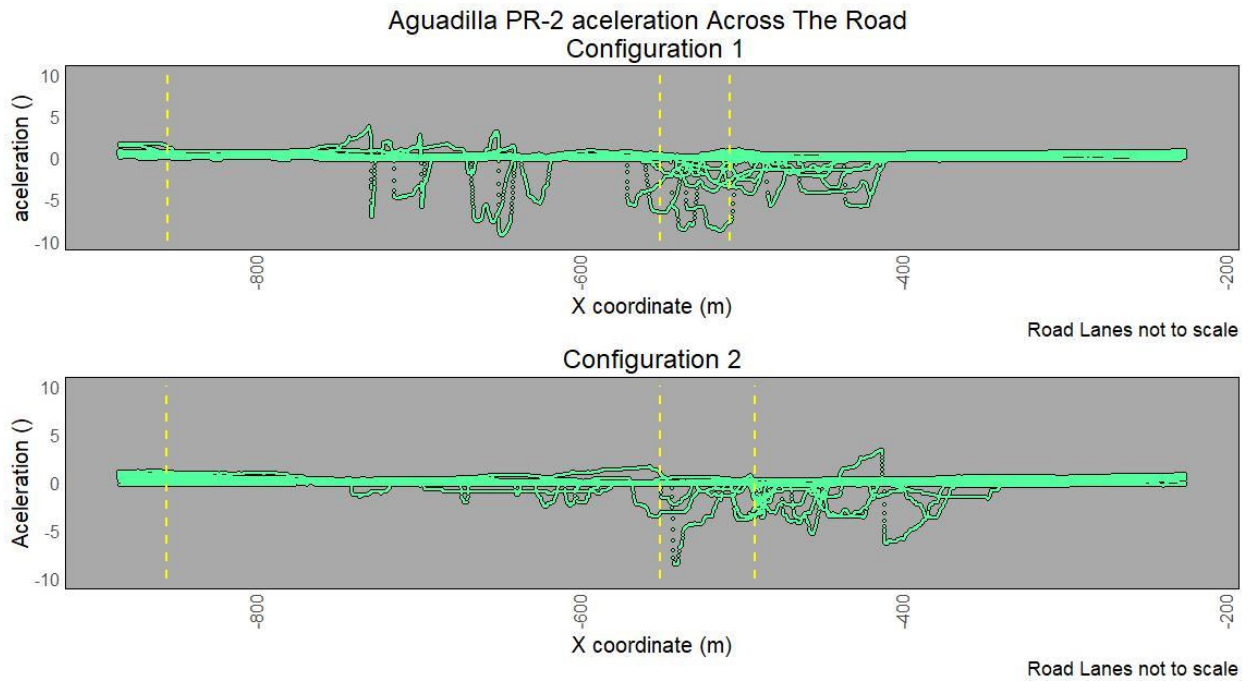 Aguadilla PR-2 aceleration Across The Road
Configuration 1
aceleration ()
10
5
0
-5
-10
-800
-600
-400
-200
X coordinate (m)
Road Lanes not to scale
Configuration 2
Aceleration ()
10
5
0
-5
-10
-800
-600
-400
-200
X coordinate (m)
Road Lanes not to scale